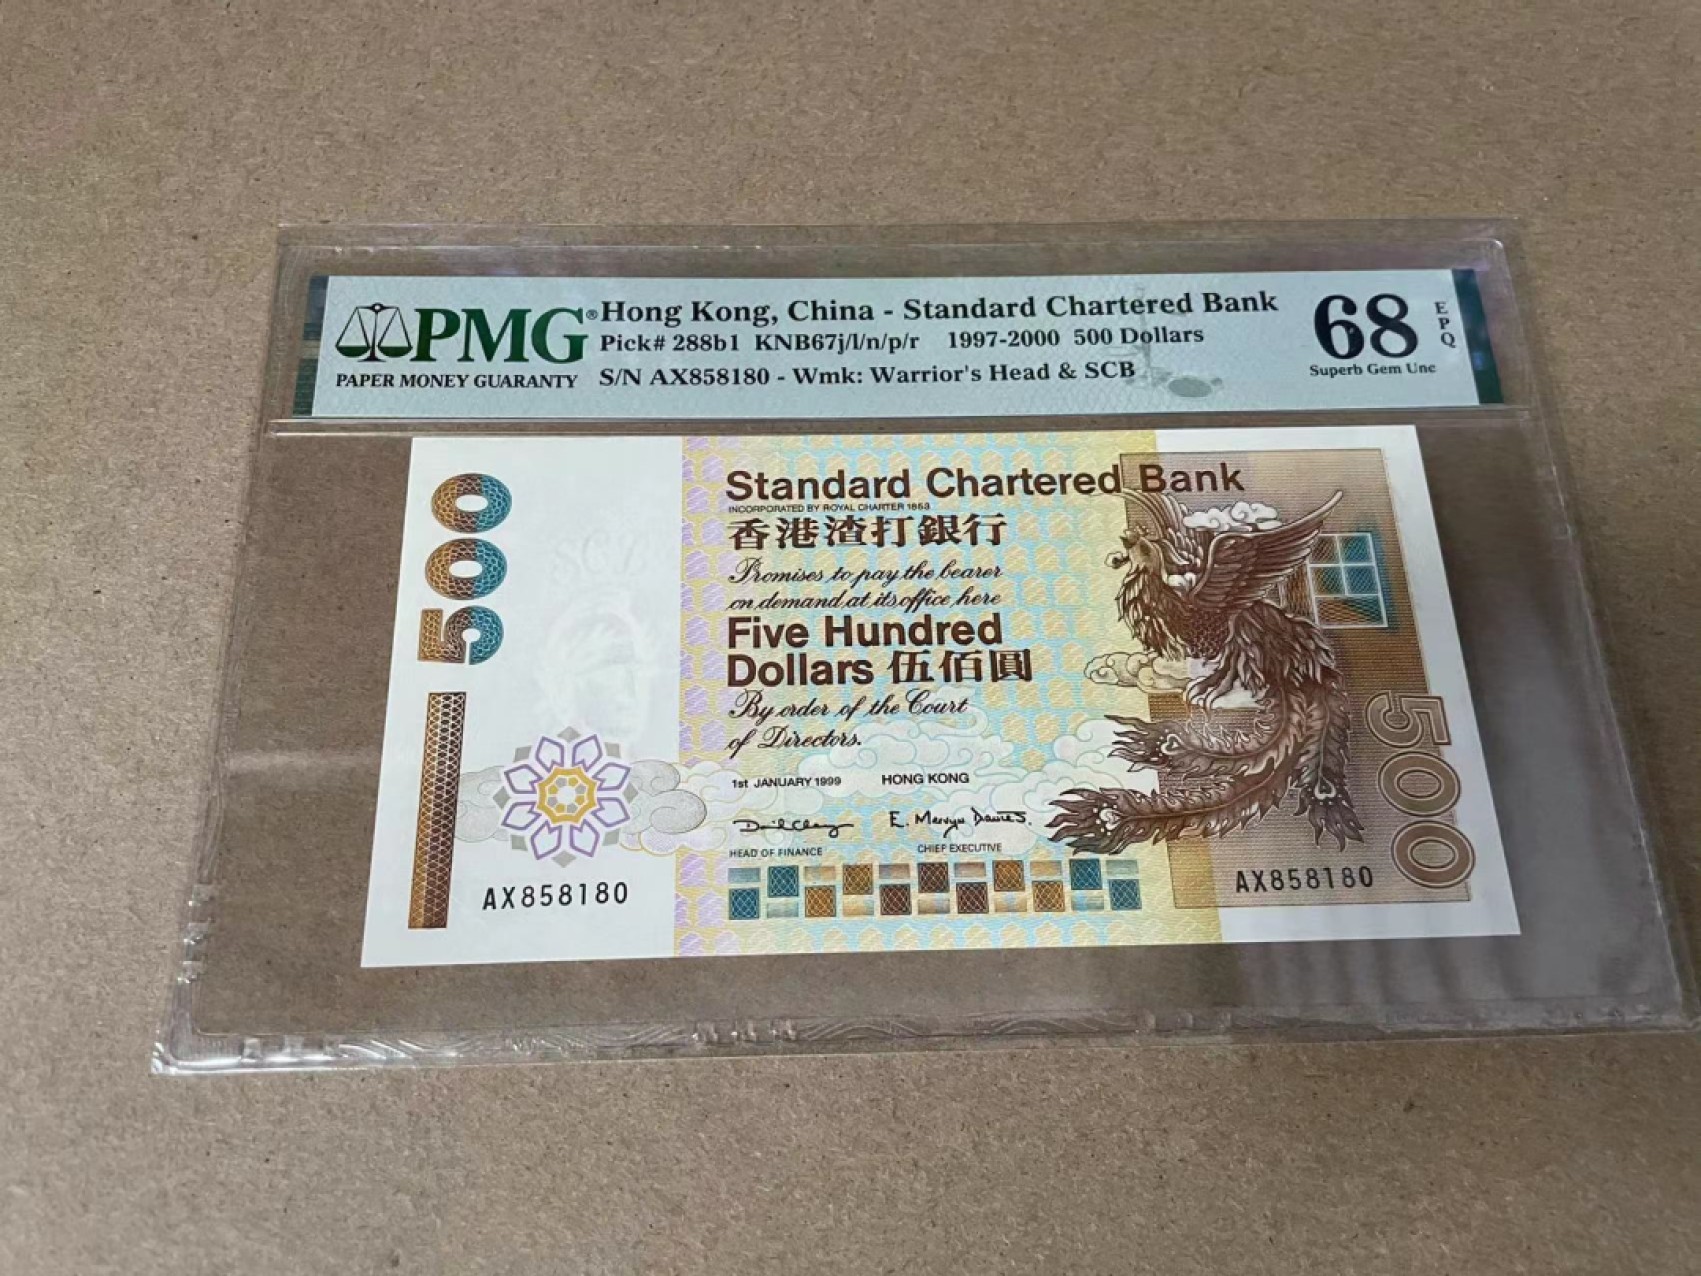 PMG®
PAPER MONEY GUARANTY
Hong Kong, China - Standard Chartered Bank
Pick# 288b1 KNB67j/l/n/p/r 1997-2000 500 Dollars
S/N AX858180 - Wmk: Warrior's Head & SCB
68
EPQ
Superb Gem Unc
500
Standard Chartered Bank
INCORPORATED BY ROYAL CHARTER 1853
香港渣打銀行
Promises to pay the bearer
on demand at its office here
Five Hundred
Dollars 伍佰圓
By order of the Court
of Directors.
1st JANUARY 1999 HONG KONG
E. Mervyn Davies.
HEAD OF FINANCE CHIEF EXECUTIVE
AX858180
AX858180
500